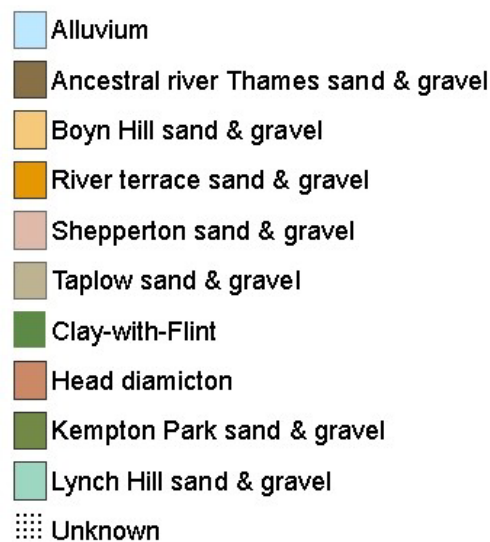 Alluvium
Ancestral river Thames sand & gravel
Boyn Hill sand & gravel
River terrace sand & gravel
Shepperton sand & gravel
Taplow sand & gravel
Clay-with-Flint
Head diamicton
Kempton Park sand & gravel
Lynch Hill sand & gravel
Unknown